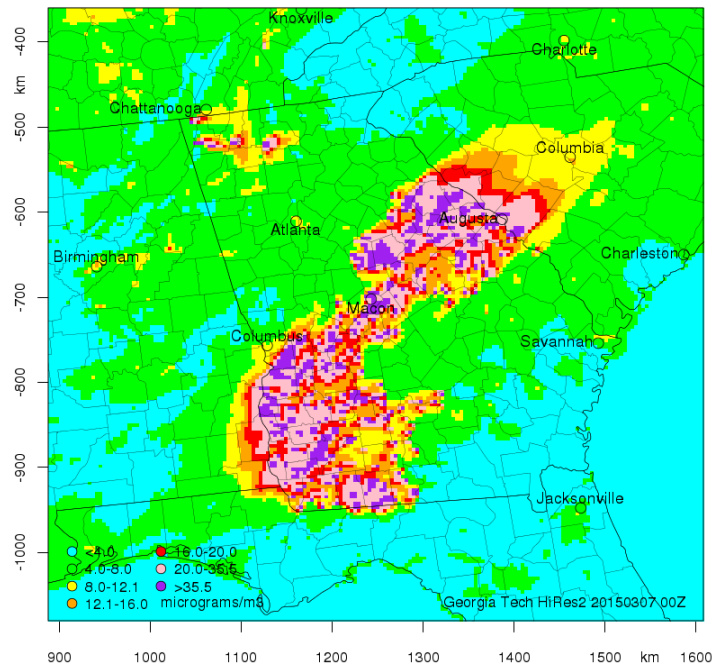 Knoxville
-400
Charlotte
km
Chattanooga
-500
Columbia
-600
Augusta
Atlanta
Birmingham
Charleston
-700
Macon
Columbus
Savannah
-800
-900
Jacksonville
-1000
<4.0
16.0-20.0
4.0-8.0
20.0-35.5
8.0-12.1
>35.5
12.1-16.0
micrograms/m3
Georgia Tech HiRes2 20150307 00Z
900 1000 1100 1200 1300 1400 1500 km 1600